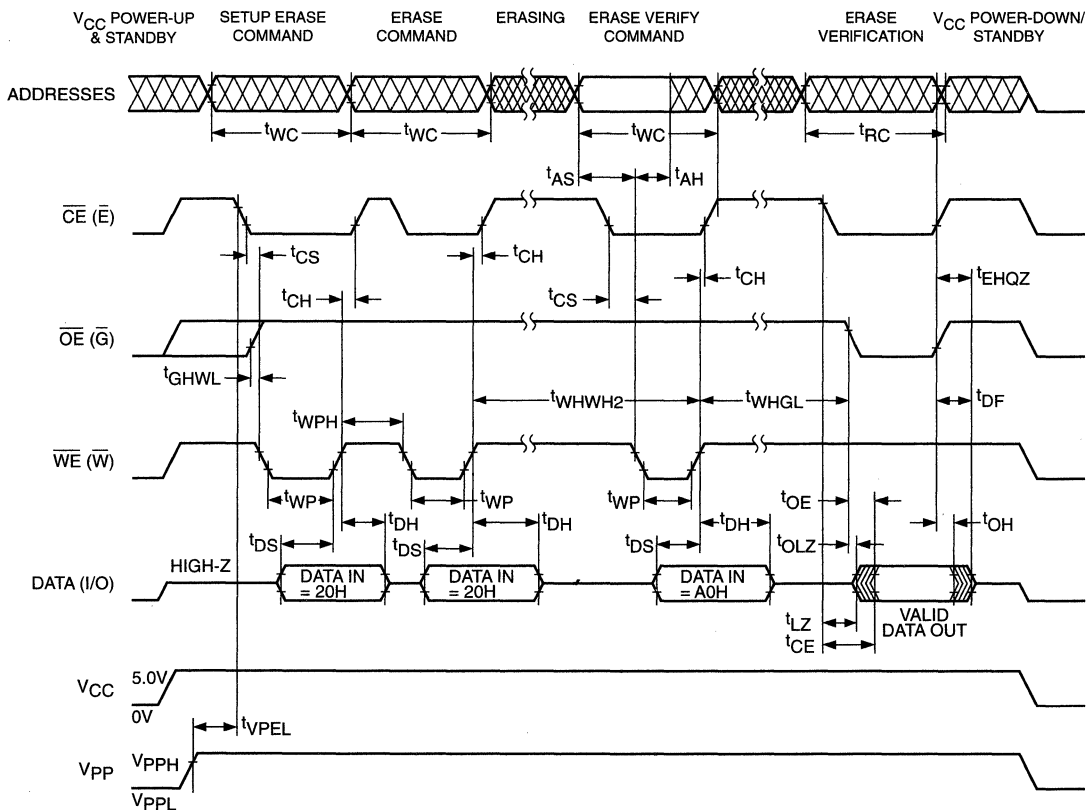 VCC POWER-UP & STANDBY
SETUP ERASE COMMAND
ERASE COMMAND
ERASING
ERASE VERIFY COMMAND
ERASE VERIFICATION
VCC POWER-DOWN/ STANDBY
ADDRESSES
tWC
tWC
tWC
tRC
tAS
tAH
CE (E)
tCS
tCH
tCH
tCS
tCH
tEHQZ
OE (G)
tGHWL
tWPH
tWHWH2
tWHGL
tDF
WE (W)
tWP
tWP
tWP
tOE
tDH
tDH
tDH
tOH
tDS
tDS
tDS
tOLZ
HIGH-Z
DATA (I/O)
DATA IN = 20H
DATA IN = 20H
DATA IN = A0H
VALID DATA OUT
tLZ
tCE
5.0V
VCC
0V
tVPEL
VPPH
VPP
VPPL